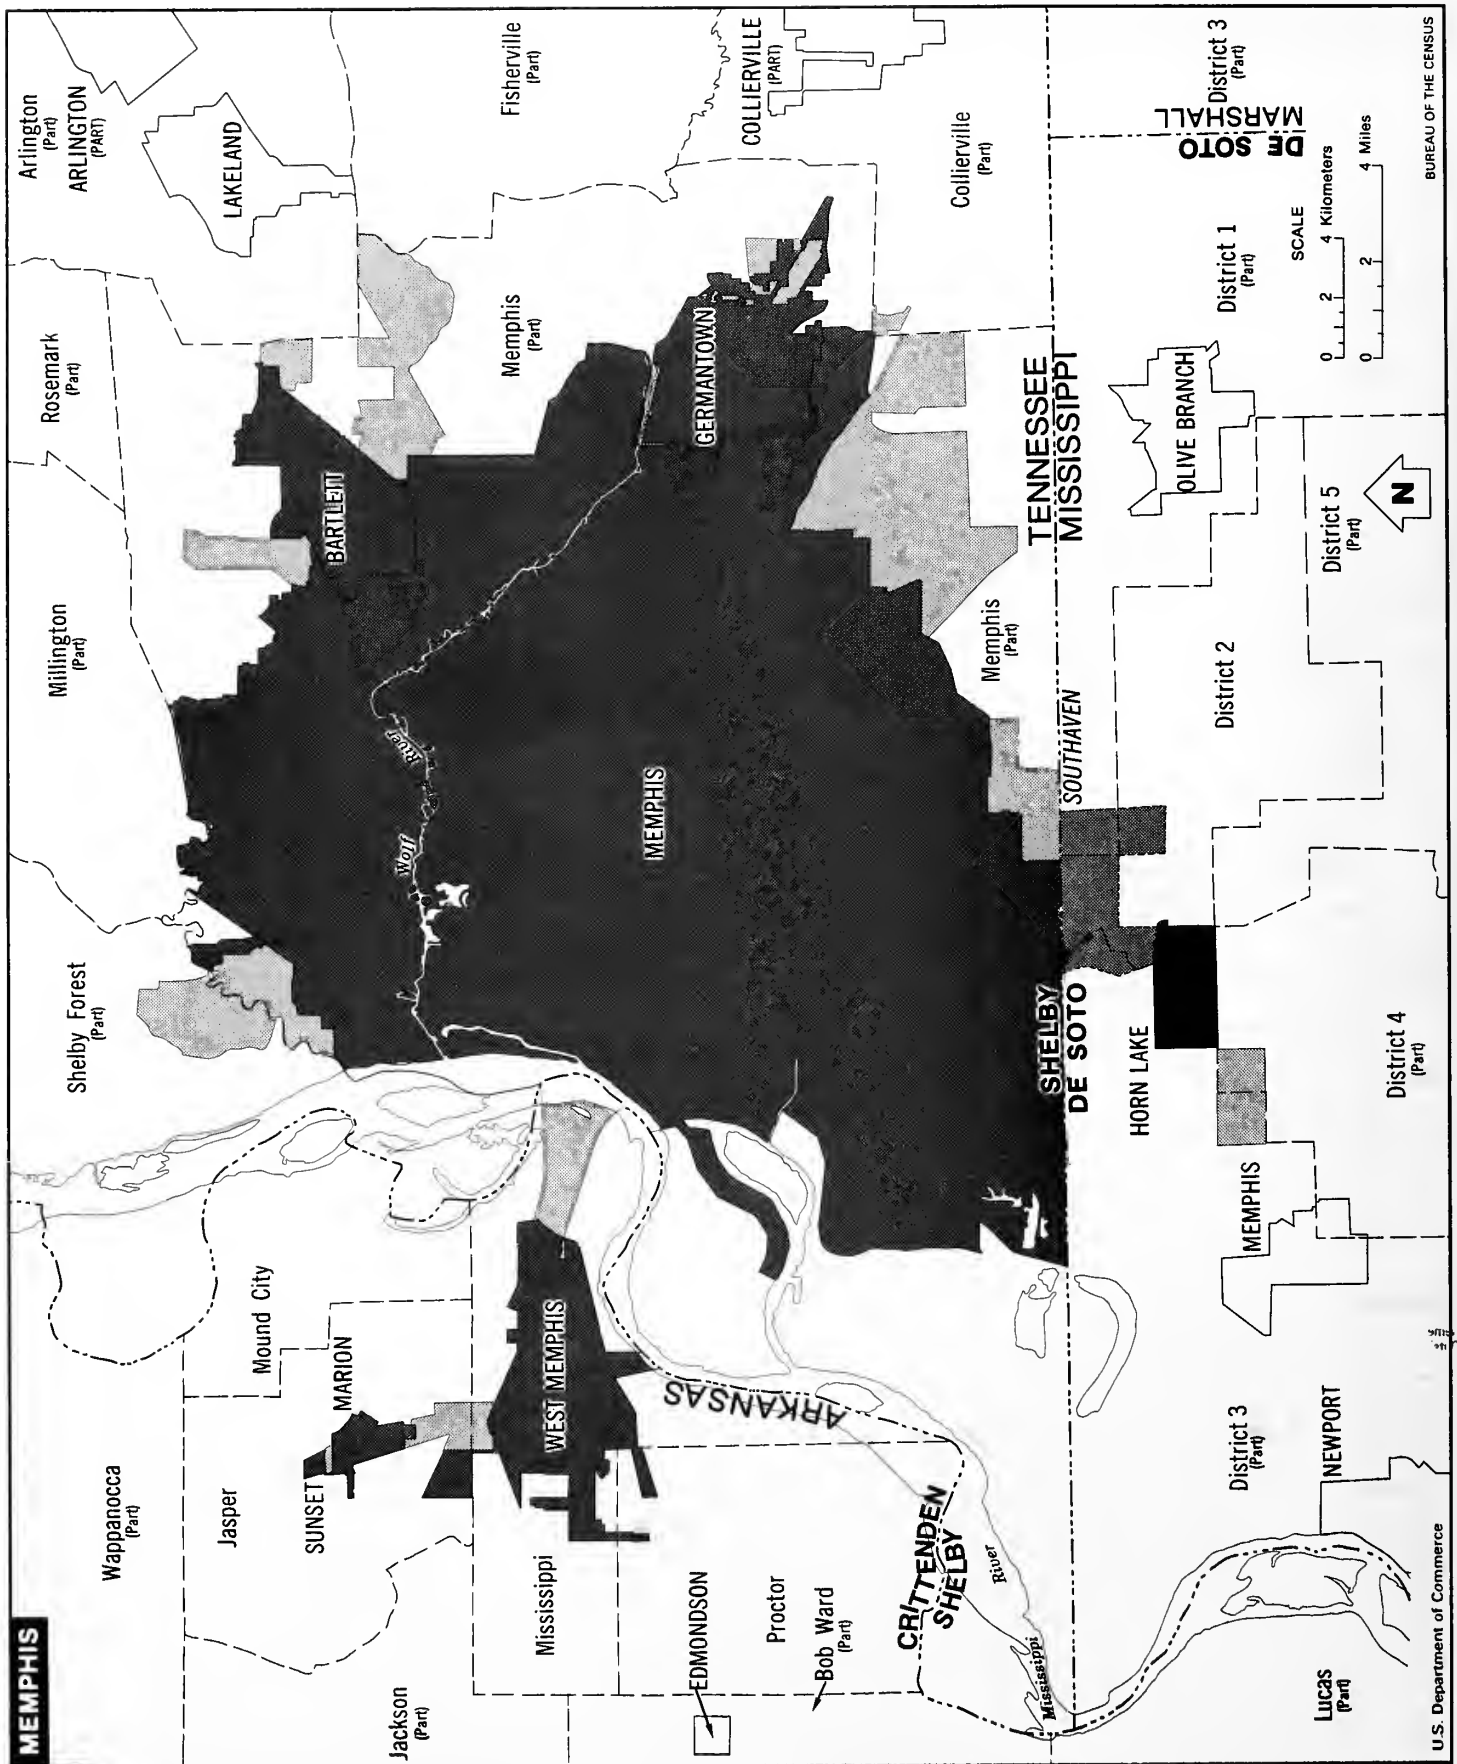 MEMPHIS
Wappanocca
(Part)
Shelby Forest
(Part)
Millington
(Part)
Rosemark
(Part)
Arlington
(Part)
ARLINGTON
(PART)
LAKELAND
Jasper
Mound City
SUNSET
MARION
BARTLETT
Jackson
(Part)
Wolf
River
Memphis
(Part)
Fisherville
(Part)
Mississippi
WEST MEMPHIS
MEMPHIS
GERMANTOWN
COLLIERVILLE
(PART)
EDMONDSON
ARKANSAS
Proctor
Bob Ward
(Part)
CRITTENDEN
SHELBY
River
Mississippi
Memphis
(Part)
Collierville
(Part)
TENNESSEE
MISSISSIPPI
SHELBY
DE SOTO
SOUTHAVEN
HORN LAKE
OLIVE BRANCH
DE SOTO
MARSHALL
District 3
(Part)
District 1
(Part)
District 2
MEMPHIS
District 3
(Part)
NEWPORT
Lucas
(Part)
District 4
(Part)
District 5
(Part)
N
SCALE
0 2 4 Kilometers
0 2 4 Miles
U.S. Department of Commerce
BUREAU OF THE CENSUS